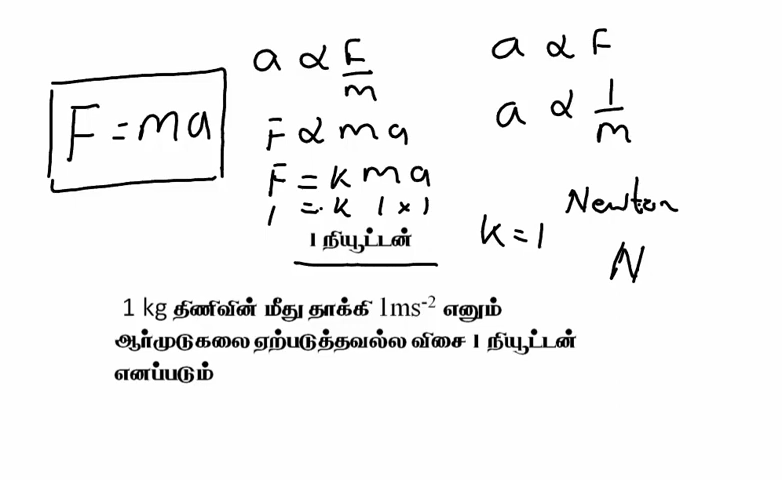 F = ma
a ∝ F/m
F ∝ ma
F = k m a
1 = k 1 × 1
a ∝ F
a ∝ 1/m
k = 1
Newton
N
1 நியூட்டன்
1 kg திணிவின் மீது தாக்கி 1ms⁻² எனும்
ஆர்முடுகலை ஏற்படுத்தவல்ல விசை 1 நியூட்டன்
எனப்படும்